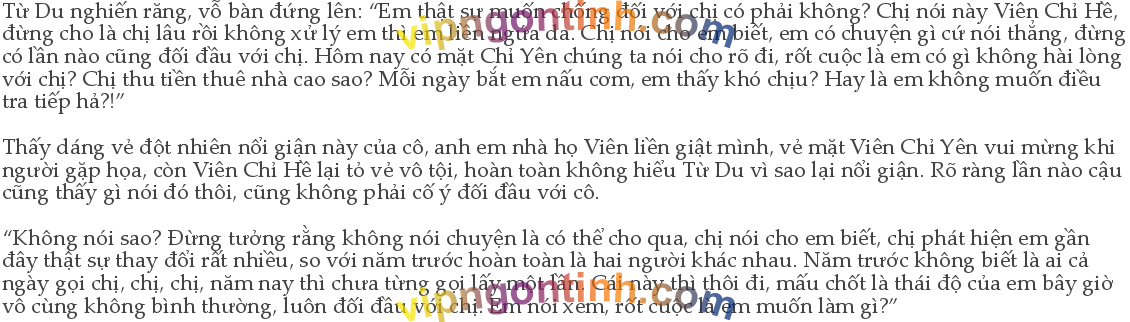 Từ Du nghiến răng, vỗ bàn đứng lên: “Em thật sự muốn chống đối với chị có phải không? Chị nói này Viên Chỉ Hề,
đừng cho là chị lâu rồi không xử lý em thì em liền ngứa da. Chị nói cho em biết, em có chuyện gì cứ nói thẳng, đừng
có lần nào cũng đối đầu với chị. Hôm nay có mặt Chỉ Yên chúng ta nói cho rõ đi, rốt cuộc là em có gì không hài lòng
với chị? Chị thu tiền thuê nhà cao sao? Mỗi ngày bắt em nấu cơm, em thấy khó chịu? Hay là em không muốn điều
tra tiếp hả?!”
Thấy dáng vẻ đột nhiên nổi giận này của cô, anh em nhà họ Viên liền giật mình, vẻ mặt Viên Chỉ Yên vui mừng khi
người gặp họa, còn Viên Chỉ Hề lại tỏ vẻ vô tội, hoàn toàn không hiểu Từ Du vì sao lại nổi giận. Rõ ràng lần nào cậu
cũng thấy gì nói đó thôi, cũng không phải cố ý đối đầu với cô.
“Không nói sao? Đừng tưởng rằng không nói chuyện là có thể cho qua, chị nói cho em biết, chị phát hiện em gần
đây thật sự thay đổi rất nhiều, so với năm trước hoàn toàn là hai người khác nhau. Năm trước không biết là ai cả
ngày gọi chị, chị, chị, năm nay thì chưa từng gọi lấy một lần. Cái này thì thôi đi, mấu chốt là thái độ của em bây giờ
vô cùng không bình thường, luôn đối đầu với chị. Em nói xem, rốt cuộc là em muốn làm gì?”
vipngontinh.com
vipngontinh.com